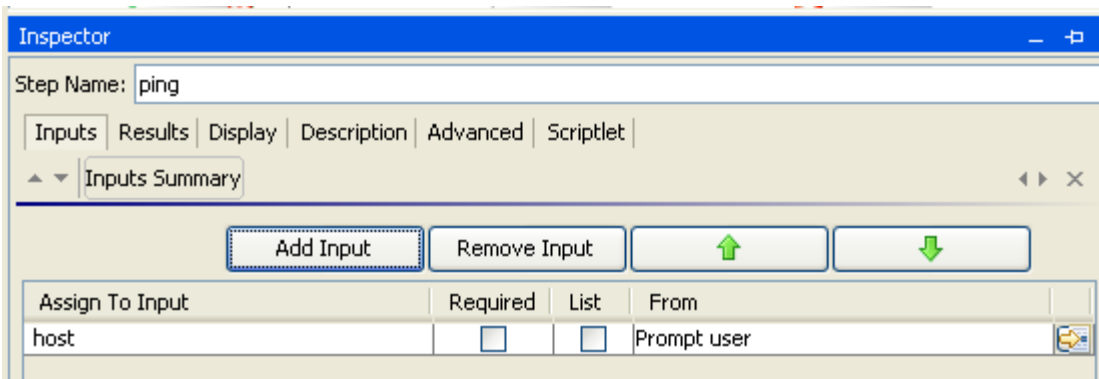 Inspector
Step Name: ping
Inputs Results Display Description Advanced Scriptlet
Inputs Summary
Add Input Remove Input
Assign To Input Required List From
host Prompt user